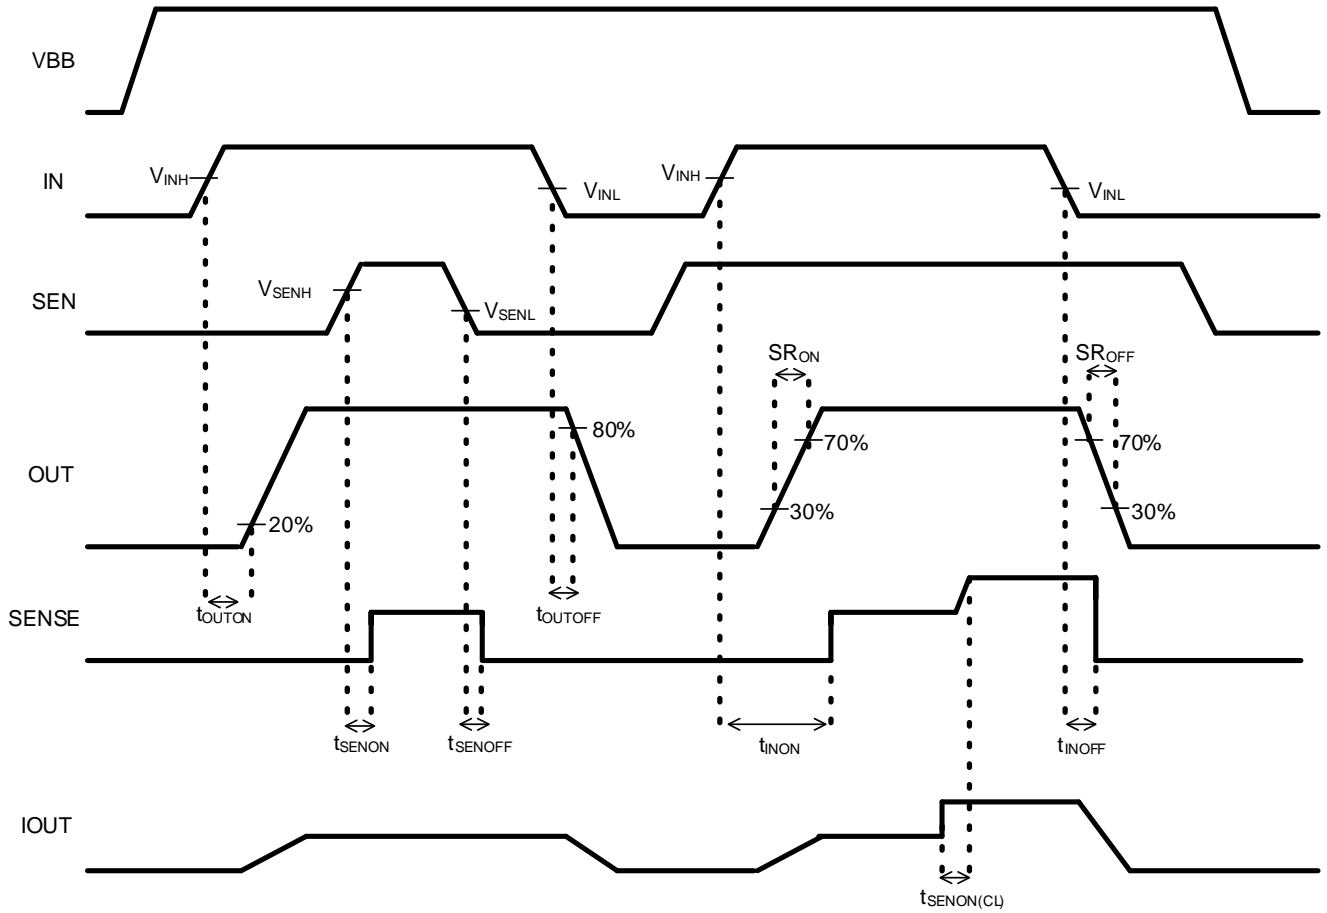 VBB
IN
VINH
VINL
VINH
VINL
SEN
VSENH
VSENL
SRON
SROFF
OUT
20%
80%
70%
30%
70%
30%
SENSE
tOUTON
tOUTOFF
tSENON
tSENOFF
tINON
tINOFF
IOUT
tSENON(CL)